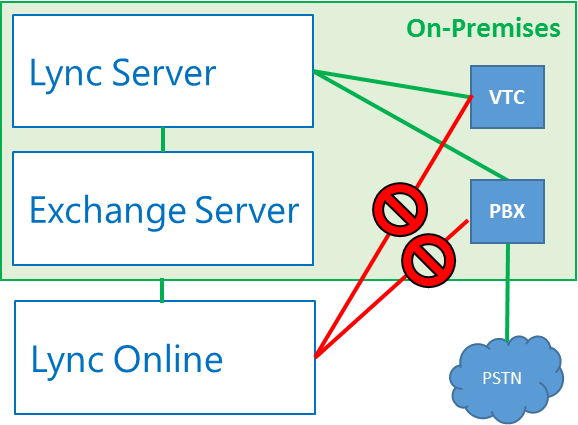 On-Premises
Lync Server
VTC
Exchange Server
PBX
Lync Online
PSTN